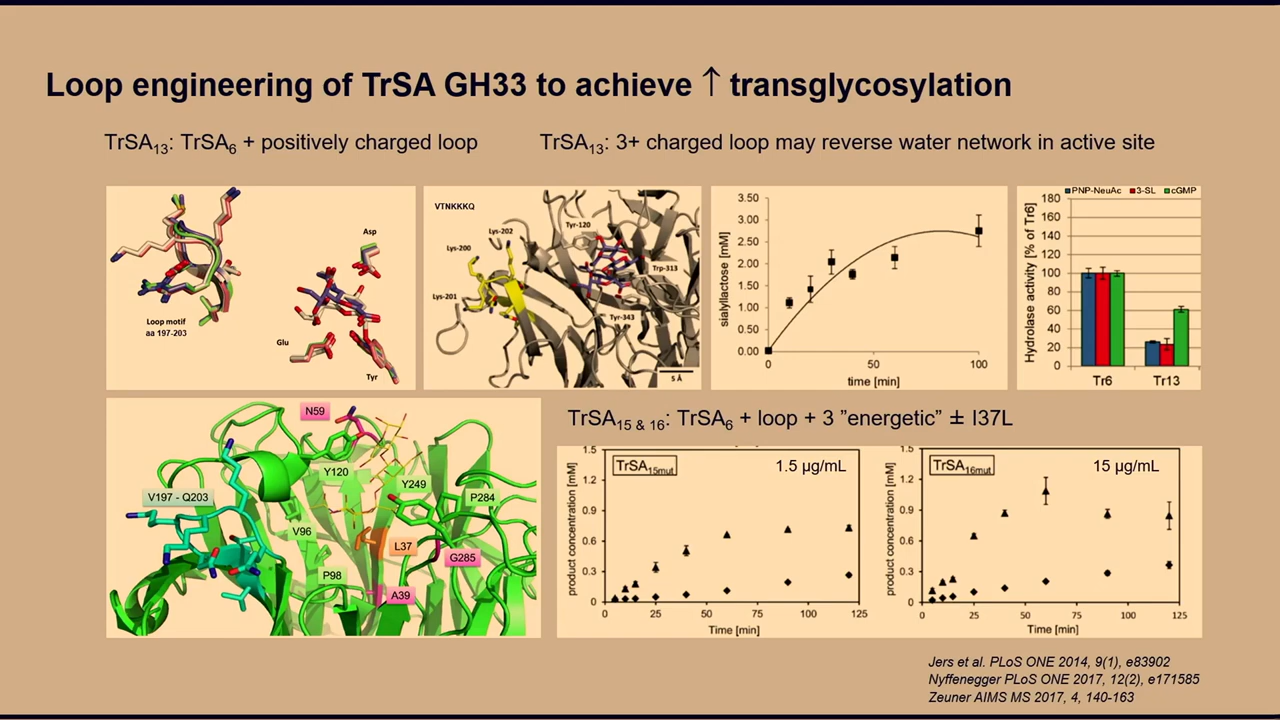 Loop engineering of TrSA GH33 to achieve ↑ transglycosylation
TrSA13: TrSA6 + positively charged loop
TrSA13: 3+ charged loop may reverse water network in active site
Asp
Loop motif
aa 197-203
Glu
Tyr
VTNKKKQ
Lys-202
Tyr-120
Lys-200
Trp-313
Lys-201
Tyr-343
5 Å
sialyllactose [mM]
3.50
3.00
2.50
2.00
1.50
1.00
0.50
0.00
0 50 100
time [min]
PNP-NeuAc 3-SL cGMP
Hydrolase activity [% of Tr6]
180
160
140
120
100
80
60
40
20
0
Tr6 Tr13
N59
Y120
Y249
V197 - Q203
P284
V96
L37
G285
P98
A39
TrSA15 & 16: TrSA6 + loop + 3 ”energetic” ± I37L
product concentration [mM]
1.5
1.2
0.9
0.6
0.3
0
TrSA15mut
1.5 µg/mL
0 25 50 75 100 125
Time [min]
product concentration [mM]
1.5
1.2
0.9
0.6
0.3
0
TrSA16mut
15 µg/mL
0 25 50 75 100 125
Time [min]
Jers et al. PLoS ONE 2014, 9(1), e83902
Nyffenegger PLoS ONE 2017, 12(2), e171585
Zeuner AIMS MS 2017, 4, 140-163